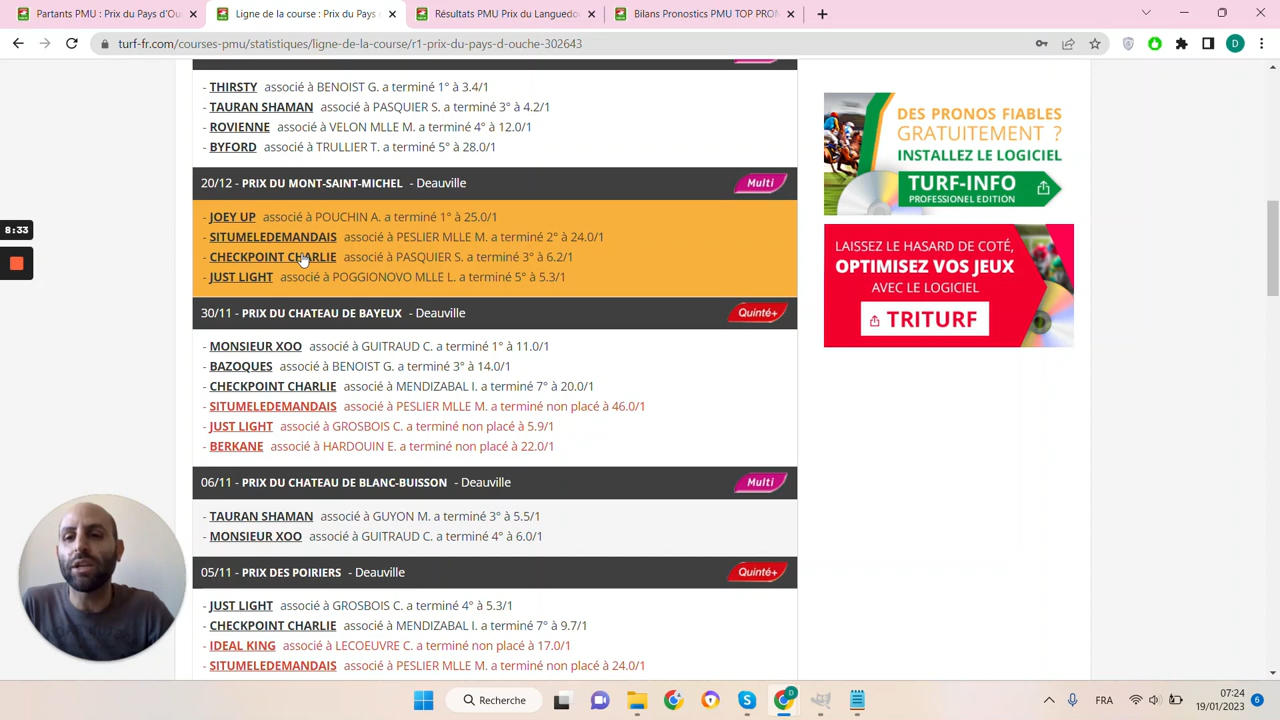 Partants PMU : Prix du Pays d'Ou
Ligne de la course : Prix du Pays
Résultats PMU Prix du Languedo
Bilans Pronostics PMU TOP PRO
turf-fr.com/courses-pmu/statistiques/ligne-de-la-course/r1-prix-du-pays-d-ouche-302643
D
- THIRSTY associé à BENOIST G. a terminé 1° à 3.4/1
- TAURAN SHAMAN associé à PASQUIER S. a terminé 3° à 4.2/1
- ROVIENNE associé à VELON MLLE M. a terminé 4° à 12.0/1
- BYFORD associé à TRULLIER T. a terminé 5° à 28.0/1
20/12 - PRIX DU MONT-SAINT-MICHEL - Deauville
Multi
- JOEY UP associé à POUCHIN A. a terminé 1° à 25.0/1
- SITUMELEDEMANDAIS associé à PESLIER MLLE M. a terminé 2° à 24.0/1
- CHECKPOINT CHARLIE associé à PASQUIER S. a terminé 3° à 6.2/1
- JUST LIGHT associé à POGGIONOVO MLLE L. a terminé 5° à 5.3/1
30/11 - PRIX DU CHATEAU DE BAYEUX - Deauville
Quinté+
- MONSIEUR XOO associé à GUITRAUD C. a terminé 1° à 11.0/1
- BAZOQUES associé à BENOIST G. a terminé 3° à 14.0/1
- CHECKPOINT CHARLIE associé à MENDIZABAL I. a terminé 7° à 20.0/1
- SITUMELEDEMANDAIS associé à PESLIER MLLE M. a terminé non placé à 46.0/1
- JUST LIGHT associé à GROSBOIS C. a terminé non placé à 5.9/1
- BERKANE associé à HARDOUIN E. a terminé non placé à 22.0/1
06/11 - PRIX DU CHATEAU DE BLANC-BUISSON - Deauville
Multi
- TAURAN SHAMAN associé à GUYON M. a terminé 3° à 5.5/1
- MONSIEUR XOO associé à GUITRAUD C. a terminé 4° à 6.0/1
05/11 - PRIX DES POIRIERS - Deauville
Quinté+
- JUST LIGHT associé à GROSBOIS C. a terminé 4° à 5.3/1
- CHECKPOINT CHARLIE associé à MENDIZABAL I. a terminé 7° à 9.7/1
- IDEAL KING associé à LECOEUVRE C. a terminé non placé à 17.0/1
- SITUMELEDEMANDAIS associé à PESLIER MLLE M. a terminé non placé à 24.0/1
DES PRONOS FIABLES
GRATUITEMENT ?
INSTALLEZ LE LOGICIEL
TURF-INFO
PROFESIONEL EDITION
LAISSEZ LE HASARD DE COTÉ,
OPTIMISEZ VOS JEUX
AVEC LE LOGICIEL
TRITURF
8:33
Recherche
D
FRA
07:24
19/01/2023
6